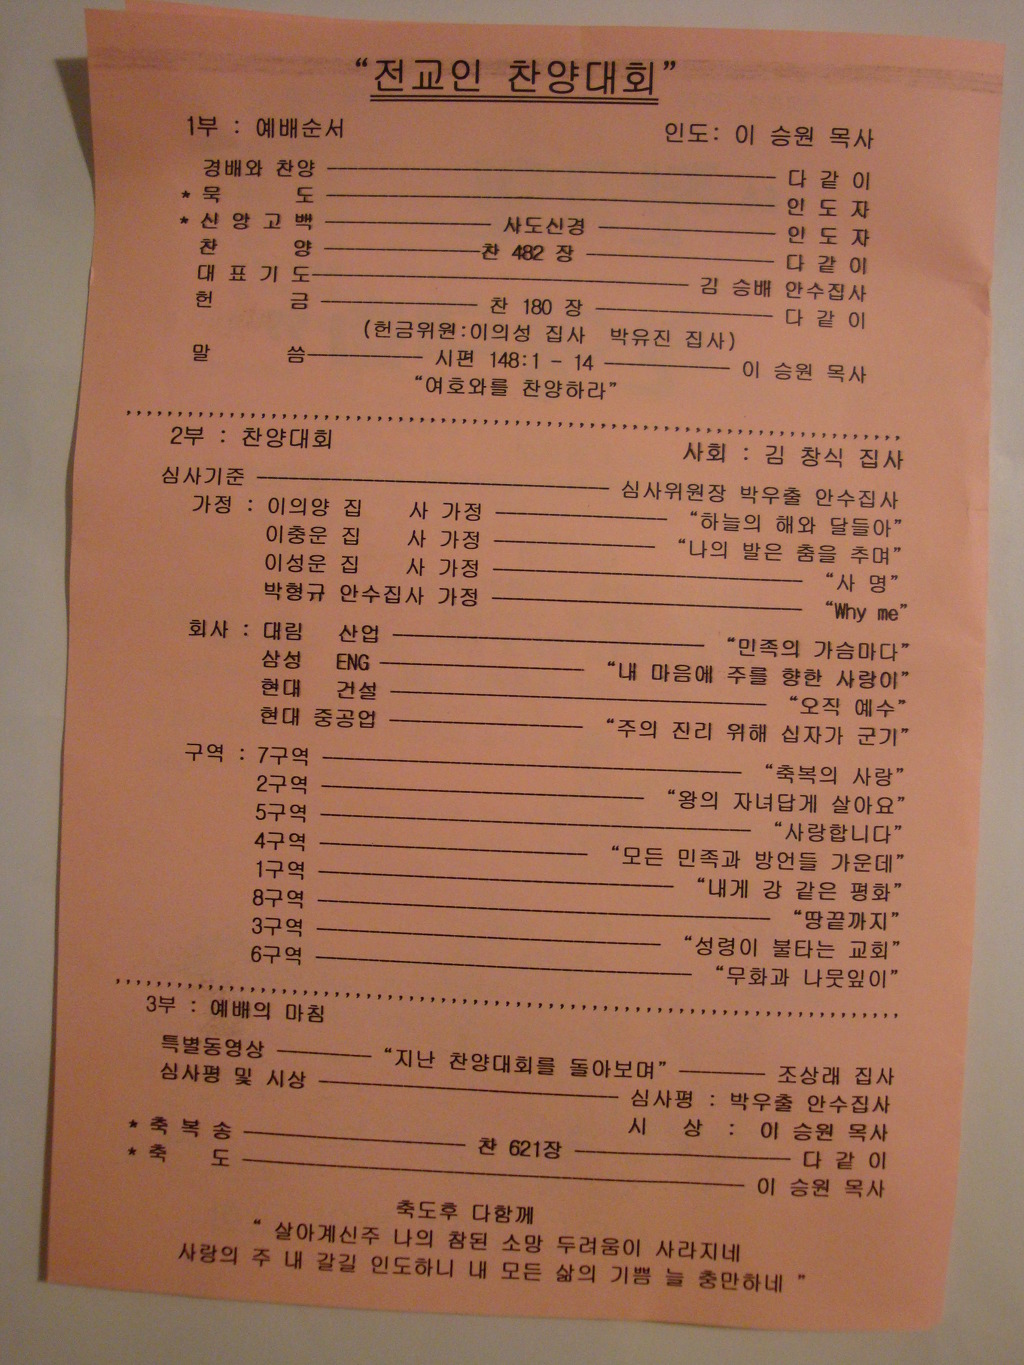 “전교인 찬양대회”
1부 : 예배순서 인도: 이 승원 목사
경배와 찬양 ──── 다 같 이
* 묵 도 ──── 인 도 자
* 신 앙 고 백 ──── 사도신경 ──── 인 도 자
찬 양 ──── 찬 482 장 ──── 다 같 이
대 표 기 도 ──── 김 승배 안수집사
헌 금 ──── 찬 180 장 ──── 다 같 이
(헌금위원:이의성 집사 박유진 집사)
말 씀 ──── 시편 148:1 - 14 ──── 이 승원 목사
“여호와를 찬양하라”
2부 : 찬양대회 사회 : 김 창식 집사
심사기준 ──── 심사위원장 박우출 안수집사
가정 : 이의양 집 사 가정 ──── “하늘의 해와 달들아”
이충운 집 사 가정 ──── “나의 발은 춤을 추며”
이성운 집 사 가정 ──── “사 명”
박형규 안수집사 가정 ──── “Why me”
회사 : 대림 산업 ──── “민족의 가슴마다”
삼성 ENG ──── “내 마음에 주를 향한 사랑이”
현대 건설 ──── “오직 예수”
현대 중공업 ──── “주의 진리 위해 십자가 군기”
구역 : 7구역 ──── “축복의 사랑”
2구역 ──── “왕의 자녀답게 살아요”
5구역 ──── “사랑합니다”
4구역 ──── “모든 민족과 방언들 가운데”
1구역 ──── “내게 강 같은 평화”
8구역 ──── “땅끝까지”
3구역 ──── “성령이 불타는 교회”
6구역 ──── “무화과 나뭇잎이”
3부 : 예배의 마침
특별동영상 ──── “지난 찬양대회를 돌아보며” ──── 조상래 집사
심사평 및 시상 ──── 심사평 : 박우출 안수집사
시 상 : 이 승원 목사
* 축 복 송 ──── 찬 621장 ──── 다 같 이
* 축 도 ──── 이 승원 목사
축도후 다함께
“ 살아계신주 나의 참된 소망 두려움이 사라지네
사랑의 주 내 갈길 인도하니 내 모든 삶의 기쁨 늘 충만하네 ”